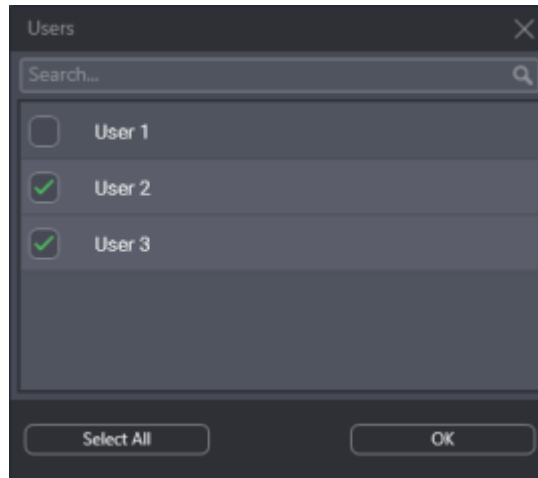 Users
Search...
User 1
User 2
User 3
Select All
OK